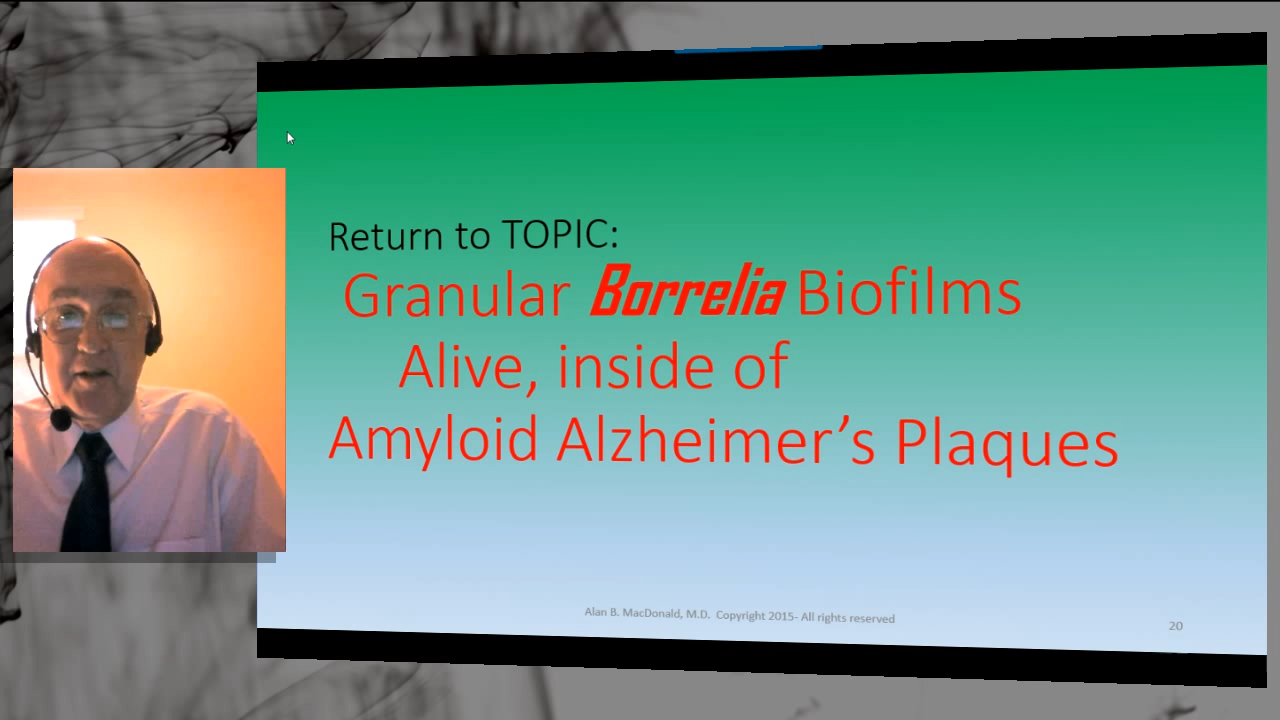 Return to TOPIC:
Granular Borrelia Biofilms
Alive, inside of
Amyloid Alzheimer’s Plaques
Alan B. MacDonald, M.D. Copyright 2015- All rights reserved
20